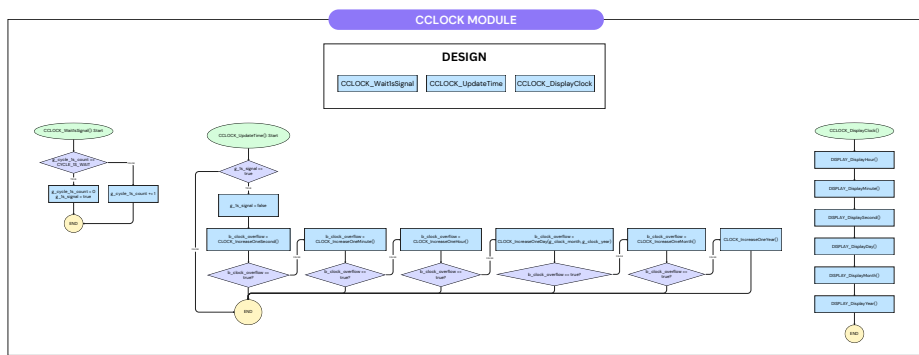 CCLOCK MODULE
DESIGN
CCLOCK_Wait1sSignal
CCLOCK_UpdateTime
CCLOCK_DisplayClock
CCLOCK_Wait1sSignal() Start
g_cycle_1s_count ==
CYCLE_1S_WAIT
g_cycle_1s_count = 0
g_1s_signal = true
g_cycle_1s_count += 1
END
CCLOCK_UpdateTime() Start
g_1s_signal ==
true
g_1s_signal = false
b_clock_overflow =
CLOCK_IncreaseOneSecond()
b_clock_overflow ==
true?
b_clock_overflow =
CLOCK_IncreaseOneMinute()
b_clock_overflow ==
true?
b_clock_overflow =
CLOCK_IncreaseOneHour()
b_clock_overflow ==
true?
b_clock_overflow =
CLOCK_IncreaseOneDay(g_clock_month, g_clock_year)
b_clock_overflow == true?
b_clock_overflow =
CLOCK_IncreaseOneMonth()
b_clock_overflow ==
true?
CLOCK_IncreaseOneYear()
END
CCLOCK_DisplayClock()
DISPLAY_DisplayHour()
DISPLAY_DisplayMinute()
DISPLAY_DisplaySecond()
DISPLAY_DisplayDay()
DISPLAY_DisplayMonth()
DISPLAY_DisplayYear()
END